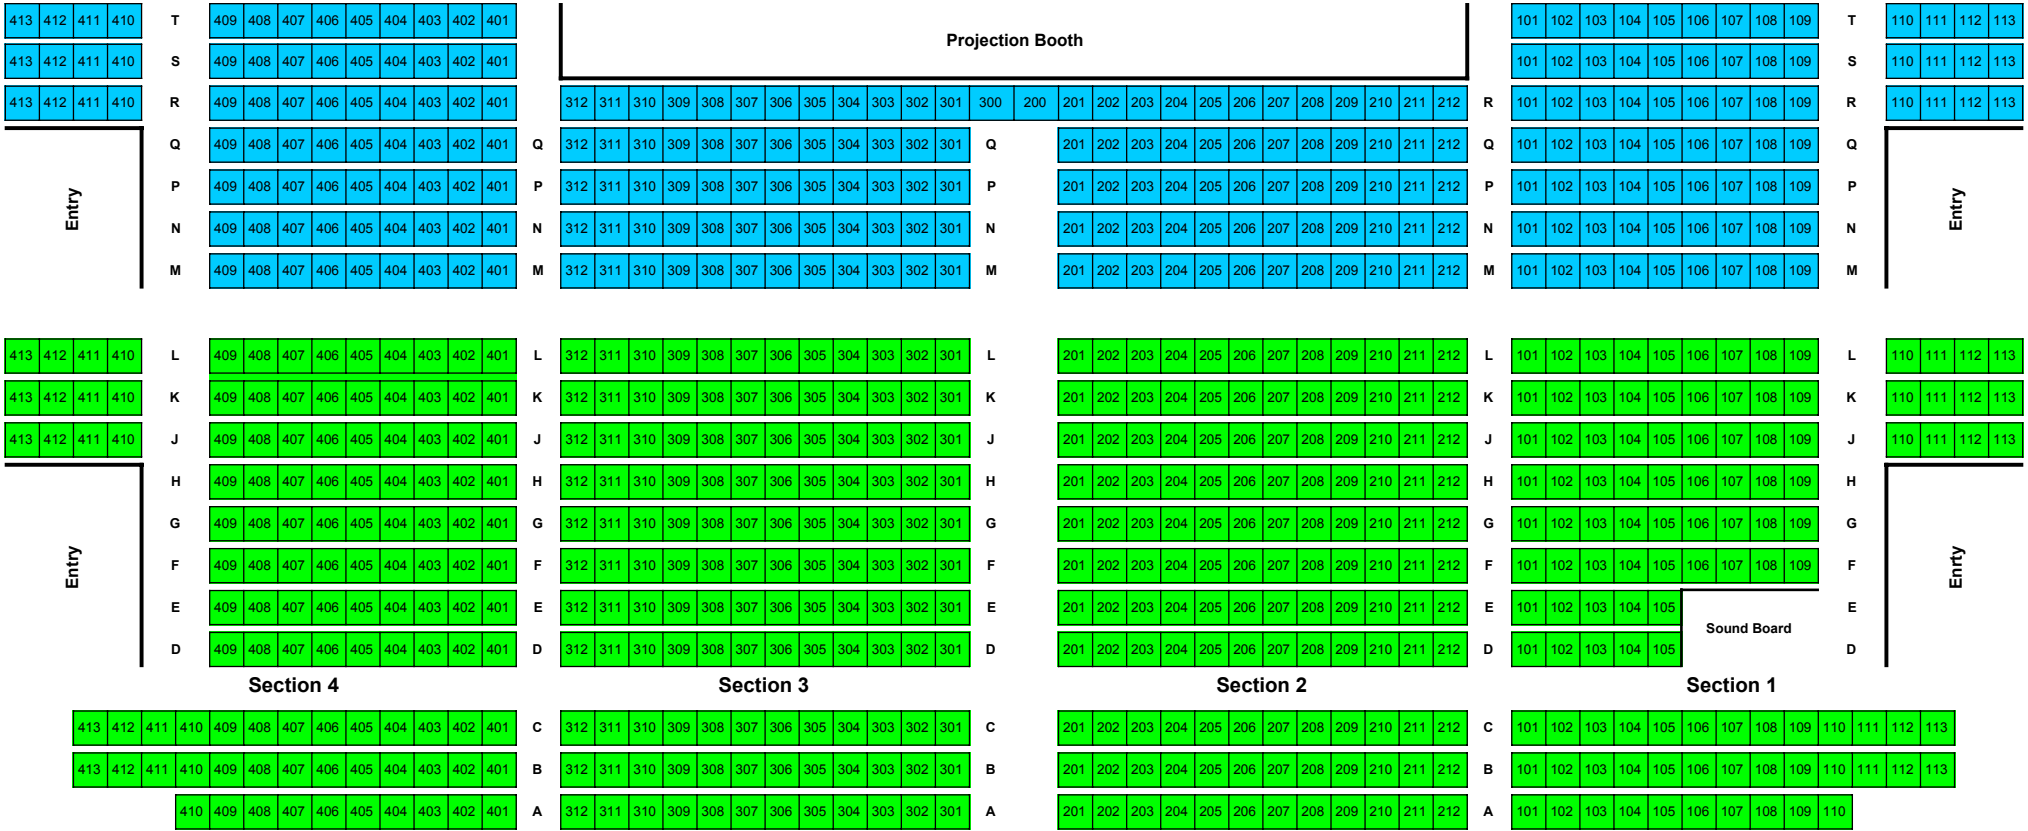 413 412 411 410 T 409 408 407 406 405 404 403 402 401 Projection Booth 101 102 103 104 105 106 107 108 109 T 110 111 112 113
413 412 411 410 S 409 408 407 406 405 404 403 402 401 101 102 103 104 105 106 107 108 109 S 110 111 112 113
413 412 411 410 R 409 408 407 406 405 404 403 402 401 312 311 310 309 308 307 306 305 304 303 302 301 300 200 201 202 203 204 205 206 207 208 209 210 211 212 R 101 102 103 104 105 106 107 108 109 R 110 111 112 113
Q 409 408 407 406 405 404 403 402 401 Q 312 311 310 309 308 307 306 305 304 303 302 301 Q 201 202 203 204 205 206 207 208 209 210 211 212 Q 101 102 103 104 105 106 107 108 109 Q
Entry P 409 408 407 406 405 404 403 402 401 P 312 311 310 309 308 307 306 305 304 303 302 301 P 201 202 203 204 205 206 207 208 209 210 211 212 P 101 102 103 104 105 106 107 108 109 P Entry
N 409 408 407 406 405 404 403 402 401 N 312 311 310 309 308 307 306 305 304 303 302 301 N 201 202 203 204 205 206 207 208 209 210 211 212 N 101 102 103 104 105 106 107 108 109 N
M 409 408 407 406 405 404 403 402 401 M 312 311 310 309 308 307 306 305 304 303 302 301 M 201 202 203 204 205 206 207 208 209 210 211 212 M 101 102 103 104 105 106 107 108 109 M
413 412 411 410 L 409 408 407 406 405 404 403 402 401 L 312 311 310 309 308 307 306 305 304 303 302 301 L 201 202 203 204 205 206 207 208 209 210 211 212 L 101 102 103 104 105 106 107 108 109 L 110 111 112 113
413 412 411 410 K 409 408 407 406 405 404 403 402 401 K 312 311 310 309 308 307 306 305 304 303 302 301 K 201 202 203 204 205 206 207 208 209 210 211 212 K 101 102 103 104 105 106 107 108 109 K 110 111 112 113
413 412 411 410 J 409 408 407 406 405 404 403 402 401 J 312 311 310 309 308 307 306 305 304 303 302 301 J 201 202 203 204 205 206 207 208 209 210 211 212 J 101 102 103 104 105 106 107 108 109 J 110 111 112 113
H 409 408 407 406 405 404 403 402 401 H 312 311 310 309 308 307 306 305 304 303 302 301 H 201 202 203 204 205 206 207 208 209 210 211 212 H 101 102 103 104 105 106 107 108 109 H
G 409 408 407 406 405 404 403 402 401 G 312 311 310 309 308 307 306 305 304 303 302 301 G 201 202 203 204 205 206 207 208 209 210 211 212 G 101 102 103 104 105 106 107 108 109 G
Entry F 409 408 407 406 405 404 403 402 401 F 312 311 310 309 308 307 306 305 304 303 302 301 F 201 202 203 204 205 206 207 208 209 210 211 212 F 101 102 103 104 105 106 107 108 109 F Enrty
E 409 408 407 406 405 404 403 402 401 E 312 311 310 309 308 307 306 305 304 303 302 301 E 201 202 203 204 205 206 207 208 209 210 211 212 E 101 102 103 104 105 Sound Board E
D 409 408 407 406 405 404 403 402 401 D 312 311 310 309 308 307 306 305 304 303 302 301 D 201 202 203 204 205 206 207 208 209 210 211 212 D 101 102 103 104 105 D
Section 4 Section 3 Section 2 Section 1
413 412 411 410 409 408 407 406 405 404 403 402 401 C 312 311 310 309 308 307 306 305 304 303 302 301 C 201 202 203 204 205 206 207 208 209 210 211 212 C 101 102 103 104 105 106 107 108 109 110 111 112 113
413 412 411 410 409 408 407 406 405 404 403 402 401 B 312 311 310 309 308 307 306 305 304 303 302 301 B 201 202 203 204 205 206 207 208 209 210 211 212 B 101 102 103 104 105 106 107 108 109 110 111 112 113
410 409 408 407 406 405 404 403 402 401 A 312 311 310 309 308 307 306 305 304 303 302 301 A 201 202 203 204 205 206 207 208 209 210 211 212 A 101 102 103 104 105 106 107 108 109 110